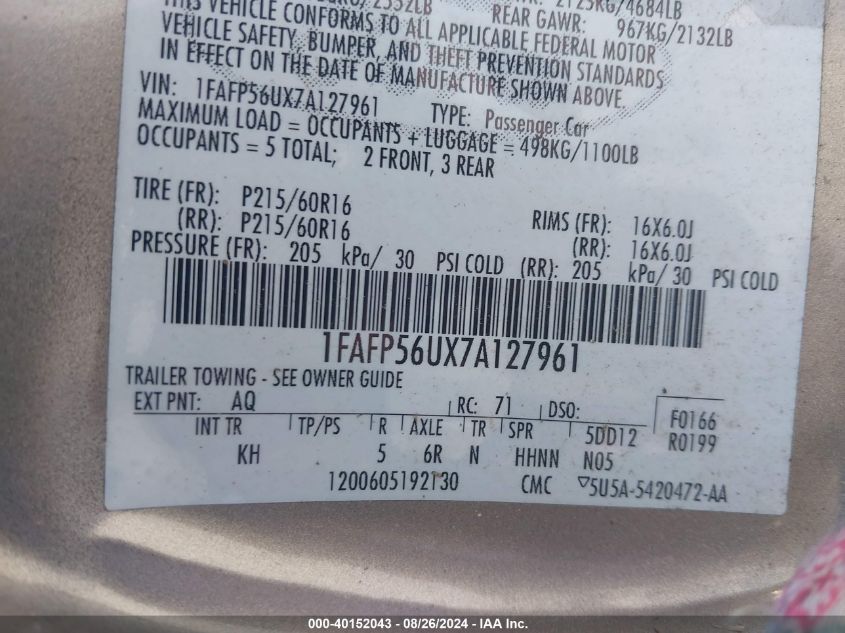 2125KG/4684LB
2332LB REAR GAWR: 967KG/2132LB
THIS VEHICLE CONFORMS TO ALL APPLICABLE FEDERAL MOTOR
VEHICLE SAFETY, BUMPER, AND THEFT PREVENTION STANDARDS
IN EFFECT ON THE DATE OF MANUFACTURE SHOWN ABOVE.
VIN: 1FAFP56UX7A127961 TYPE: Passenger Car
MAXIMUM LOAD = OCCUPANTS + LUGGAGE = 498KG/1100LB
OCCUPANTS = 5 TOTAL; 2 FRONT, 3 REAR
TIRE (FR): P215/60R16 RIMS (FR): 16X6.0J
(RR): P215/60R16 (RR): 16X6.0J
PRESSURE (FR): 205 kPa/ 30 PSI COLD (RR): 205 kPa/ 30 PSI COLD
1FAFP56UX7A127961
TRAILER TOWING - SEE OWNER GUIDE
EXT PNT: AQ RC: 71 DSO: F0166
INT TR TP/PS R AXLE TR SPR 5DD12 R0199
KH 5 6R N HHNN N05
1200605192130 CMC ▽5U5A-5420472-AA
000-40152043 - 08/26/2024 - IAA Inc.